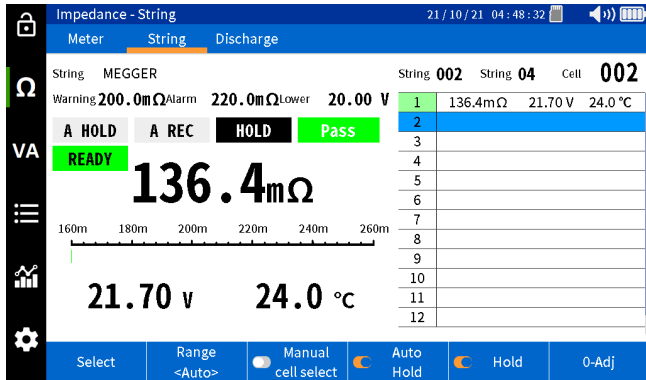 Impedance - String
21/10/21 04:48:32
Meter String Discharge
String MEGGER
String 002 String 04 Cell 002
Warning 200.0mΩ Alarm 220.0mΩ Lower 20.00 V
A HOLD A REC HOLD Pass
READY
136.4mΩ
160m 180m 200m 220m 240m 260m
21.70 V 24.0 °C
1 136.4mΩ 21.70 V 24.0 °C
2
3
4
5
6
7
8
9
10
11
12
Ω
VA
Select
Range
<Auto>
Manual
cell select
Auto
Hold
Hold
0-Adj